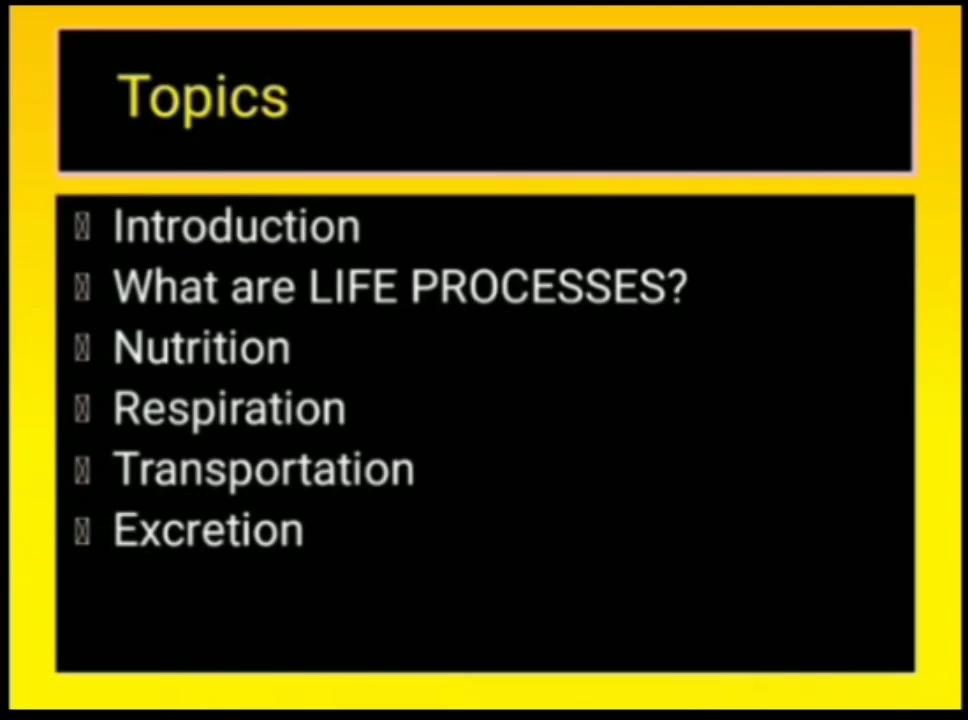 Topics
Introduction
What are LIFE PROCESSES?
Nutrition
Respiration
Transportation
Excretion